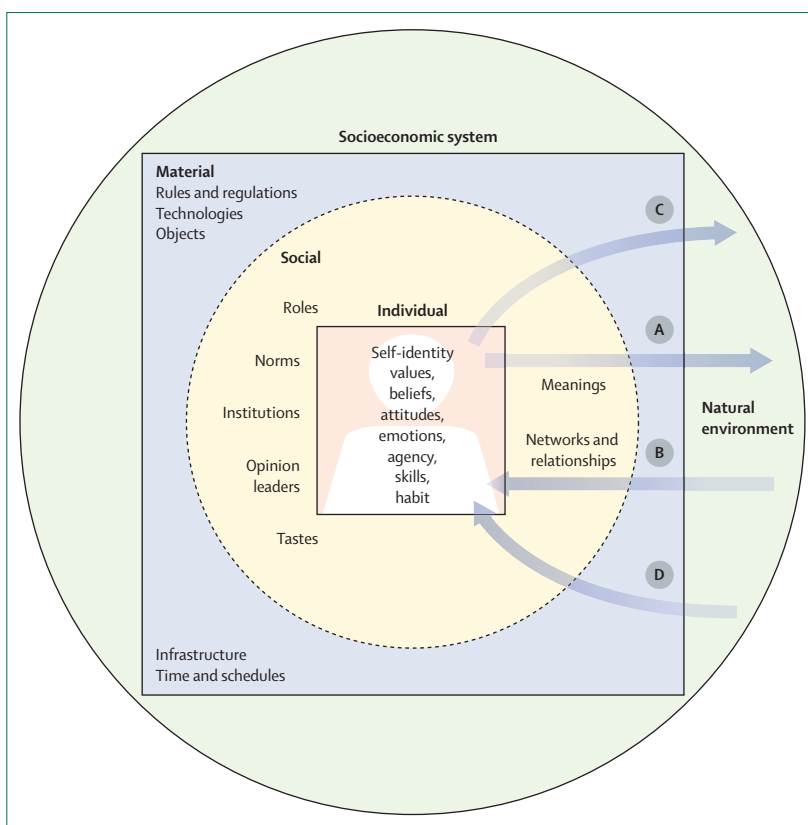 Socioeconomic system
Material
Rules and regulations
Technologies
Objects
C
Social
Roles
Individual
A
Self-identity
values,
beliefs,
attitudes,
emotions,
agency,
skills,
habit
Norms
Institutions
Opinion
leaders
Tastes
Meanings
Networks and
relationships
Natural
environment
B
D
Infrastructure
Time and schedules